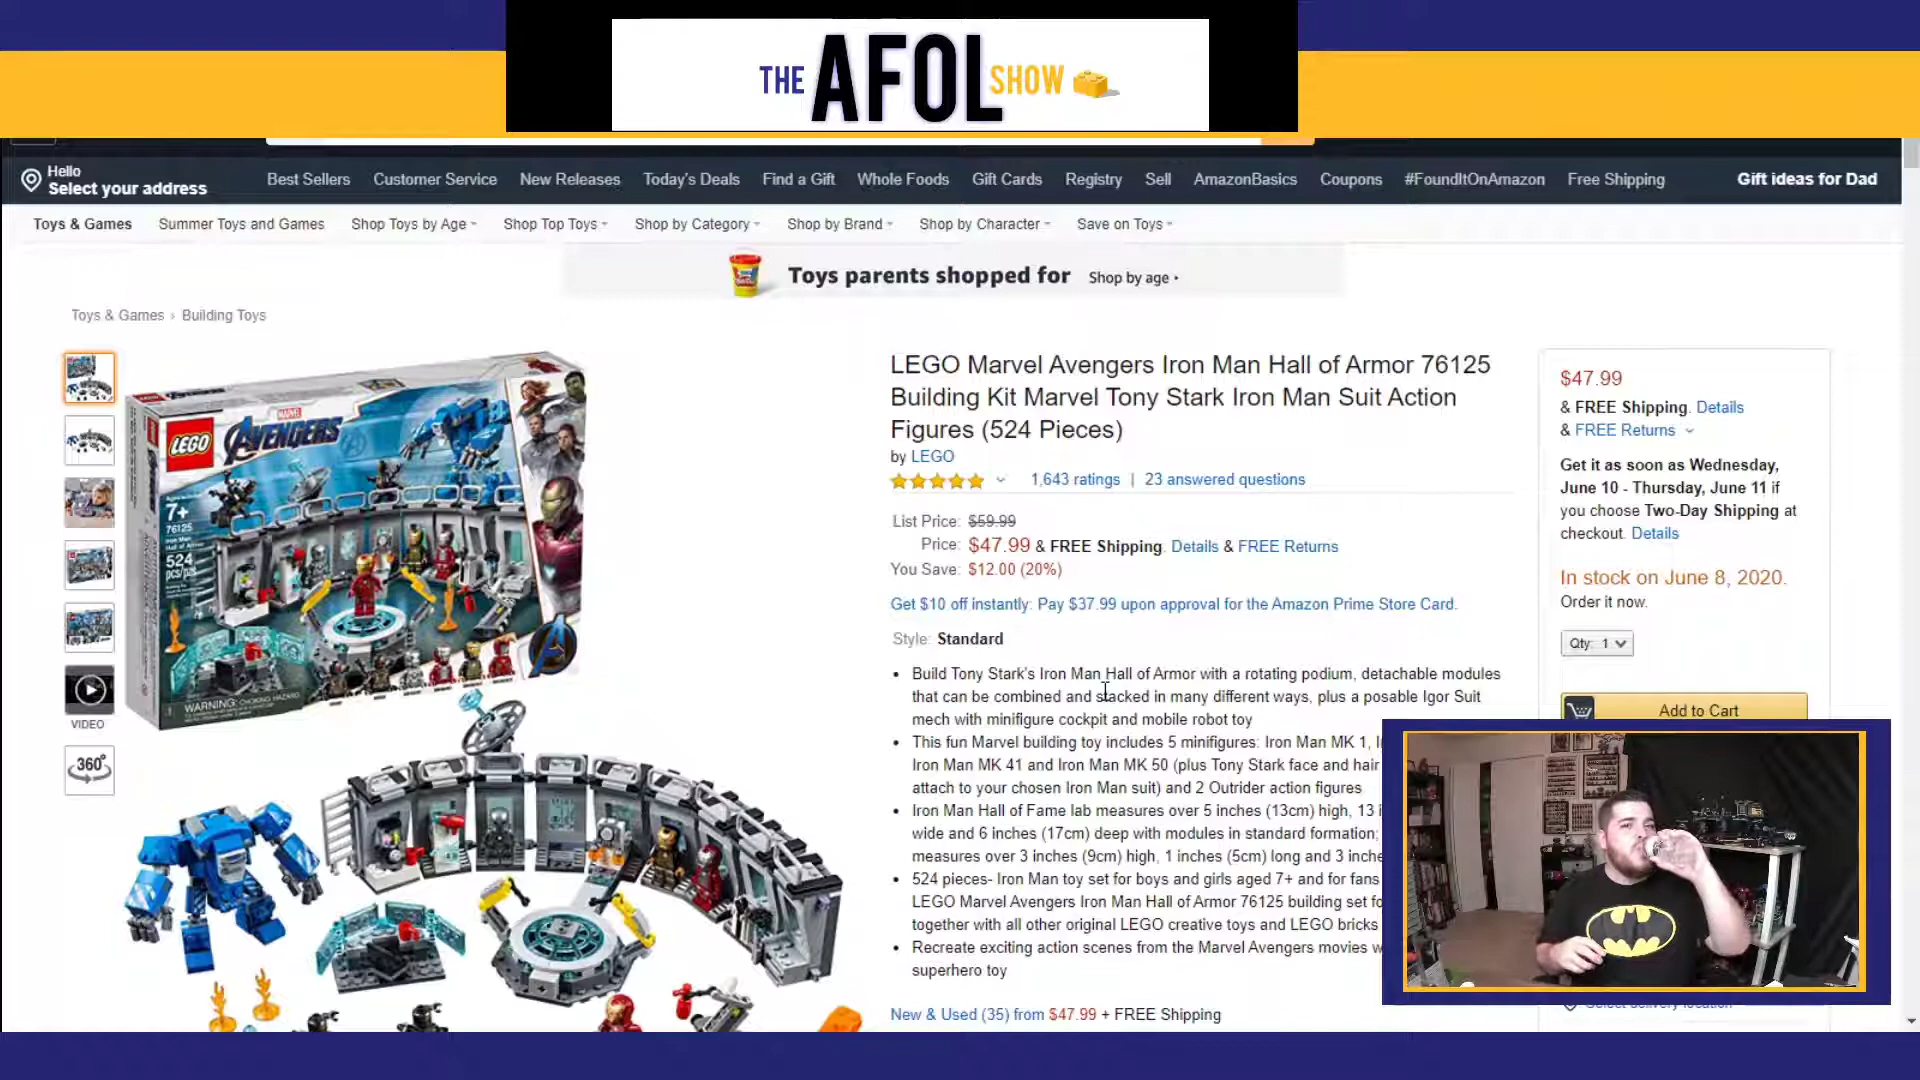 THE AFOL SHOW
Hello
Select your address
Best Sellers Customer Service New Releases Today's Deals Find a Gift Whole Foods Gift Cards Registry Sell AmazonBasics Coupons #FoundItOnAmazon Free Shipping Gift ideas for Dad
Toys & Games Summer Toys and Games Shop Toys by Age Shop Top Toys Shop by Category Shop by Brand Shop by Character Save on Toys
Toys parents shopped for Shop by age
Toys & Games › Building Toys
VIDEO
360°
LEGO
MARVEL
AVENGERS
7+
76125
Iron Man
Hall of Armor
524
pcs/pzs
WARNING:
LEGO Marvel Avengers Iron Man Hall of Armor 76125
Building Kit Marvel Tony Stark Iron Man Suit Action
Figures (524 Pieces)
by LEGO
1,643 ratings | 23 answered questions
List Price: $59.99
Price: $47.99 & FREE Shipping. Details & FREE Returns
You Save: $12.00 (20%)
Get $10 off instantly: Pay $37.99 upon approval for the Amazon Prime Store Card.
Style: Standard
• Build Tony Stark's Iron Man Hall of Armor with a rotating podium, detachable modules
that can be combined and stacked in many different ways, plus a posable Igor Suit
mech with minifigure cockpit and mobile robot toy
• This fun Marvel building toy includes 5 minifigures: Iron Man MK 1,
Iron Man MK 41 and Iron Man MK 50 (plus Tony Stark face and hair
attach to your chosen Iron Man suit) and 2 Outrider action figures
• Iron Man Hall of Fame lab measures over 5 inches (13cm) high, 13
wide and 6 inches (17cm) deep with modules in standard formation;
measures over 3 inches (9cm) high, 1 inches (5cm) long and 3
• 524 pieces- Iron Man toy set for boys and girls aged 7+ and for fans
LEGO Marvel Avengers Iron Man Hall of Armor 76125 building set
together with all other original LEGO creative toys and LEGO bricks
• Recreate exciting action scenes from the Marvel Avengers movies
superhero toy
New & Used (35) from $47.99 + FREE Shipping
$47.99
& FREE Shipping. Details
& FREE Returns
Get it as soon as Wednesday,
June 10 - Thursday, June 11 if
you choose Two-Day Shipping at
checkout. Details
In stock on June 8, 2020.
Order it now.
Qty: 1
Add to Cart